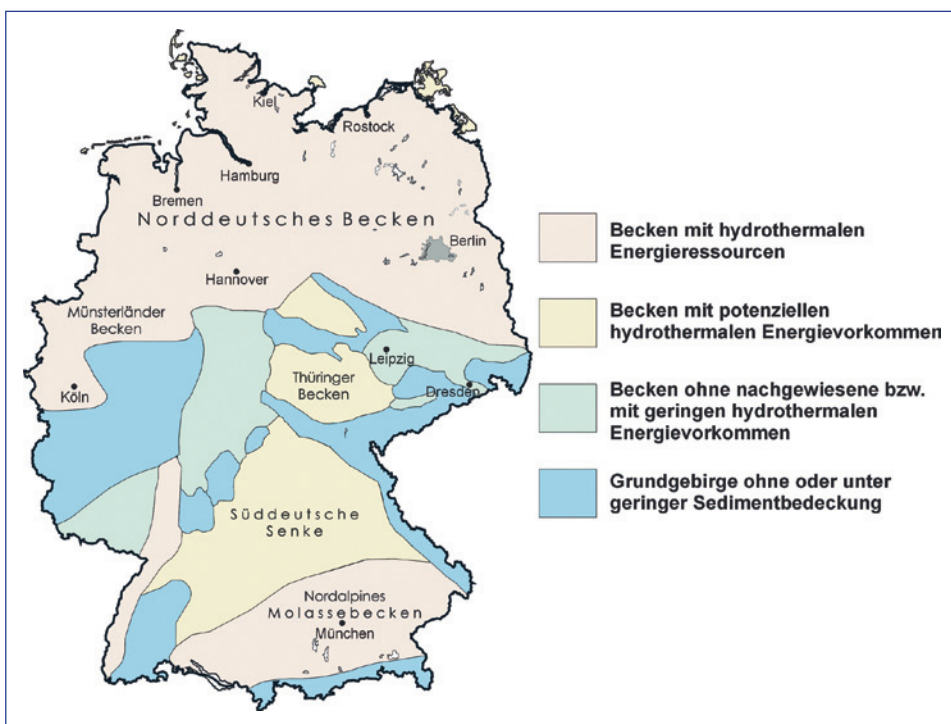 Kiel
Rostock
Hamburg
Bremen
Norddeutsches Becken
Berlin
Hannover
Münsterländer
Becken
Leipzig
Thüringer
Becken
Dresden
Köln
Süddeutsche
Senke
Nordalpines
Molassebecken
München
Becken mit hydrothermalen
Energieressourcen
Becken mit potenziellen
hydrothermalen Energievorkommen
Becken ohne nachgewiesene bzw.
mit geringen hydrothermalen
Energievorkommen
Grundgebirge ohne oder unter
geringer Sedimentbedeckung